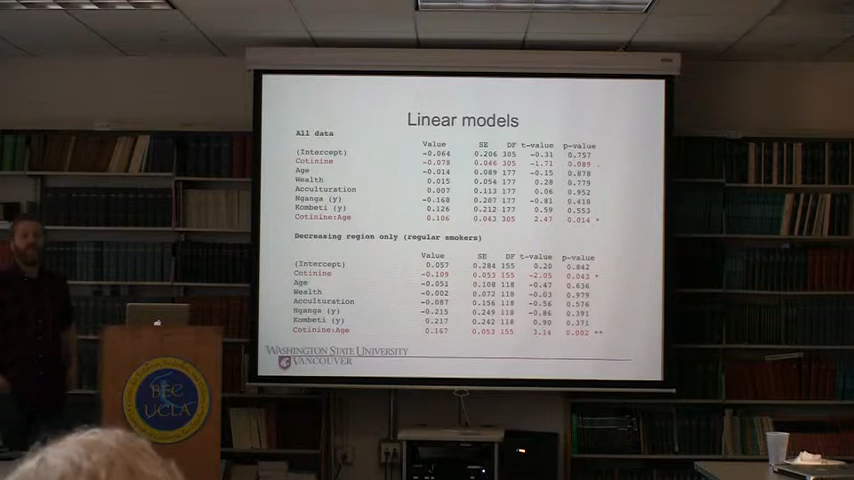 Linear models
All data
Value SE DF t-value p-value
(Intercept) -0.064 0.206 305 -0.31 0.757
Cotinine -0.078 0.046 305 -1.71 0.089 .
Age -0.014 0.089 177 -0.15 0.878
Wealth 0.015 0.054 177 0.28 0.779
Acculturation 0.007 0.113 177 0.06 0.952
Nganga (y) -0.168 0.207 177 -0.81 0.418
Kombeti (y) 0.126 0.212 177 0.59 0.553
Cotinine:Age 0.106 0.043 305 2.47 0.014 *
Decreasing region only (regular smokers)
Value SE DF t-value p-value
(Intercept) 0.057 0.284 155 0.20 0.842
Cotinine -0.109 0.053 155 -2.05 0.043 *
Age -0.051 0.108 118 -0.47 0.636
Wealth -0.002 0.072 118 -0.03 0.979
Acculturation -0.087 0.156 118 -0.56 0.576
Nganga (y) -0.215 0.249 118 -0.86 0.391
Kombeti (y) 0.217 0.242 118 0.90 0.371
Cotinine:Age 0.167 0.053 155 3.14 0.002 **
WASHINGTON STATE UNIVERSITY
VANCOUVER
BEC
UCLA